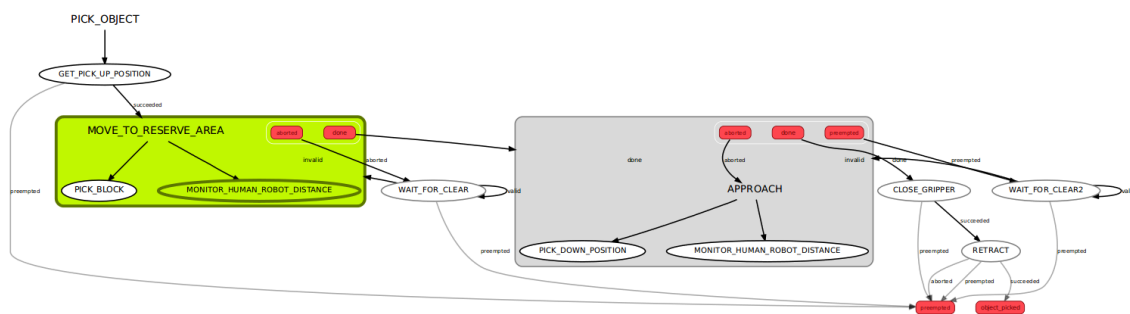 PICK_OBJECT
GET_PICK_UP_POSITION
succeeded
MOVE_TO_RESERVE_AREA
aborted
done
aborted
done
preempted
invalid
aborted
done
aborted
invalid
done
preempted
preempted
PICK_BLOCK
MONITOR_HUMAN_ROBOT_DISTANCE
WAIT_FOR_CLEAR
valid
APPROACH
CLOSE_GRIPPER
WAIT_FOR_CLEAR2
vali
succeeded
preempted
PICK_DOWN_POSITION
MONITOR_HUMAN_ROBOT_DISTANCE
preempted
RETRACT
preempted
aborted
preempted
succeeded
preempted
object_picked